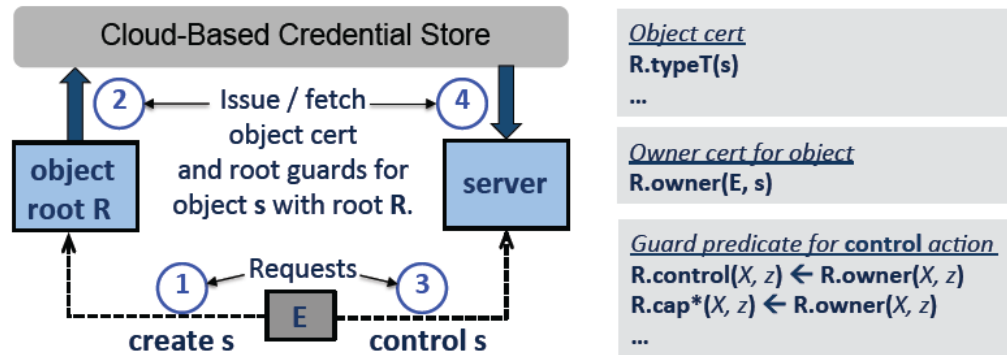 Cloud-Based Credential Store
2
Issue / fetch
4
object cert
and root guards for
object s with root R.
object
root R
server
1
Requests
3
E
create s
control s
Object cert
R.typeT(s)
...
Owner cert for object
R.owner(E, s)
Guard predicate for control action
R.control(X, z) ← R.owner(X, z)
R.cap*(X, z) ← R.owner(X, z)
...